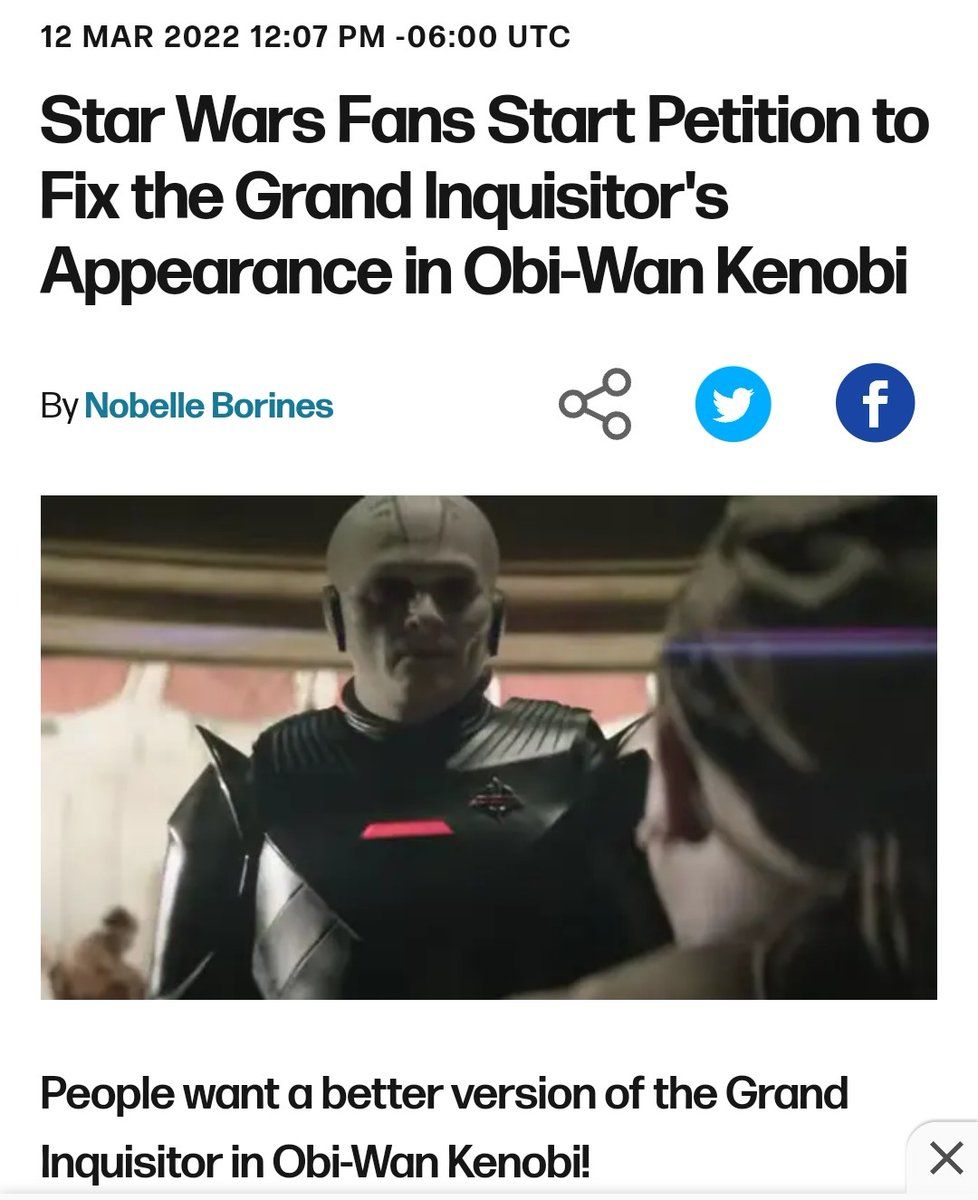 12 MAR 2022 12:07 PM -06:00 UTC
Star Wars Fans Start Petition to
Fix the Grand Inquisitor's
Appearance in Obi-Wan Kenobi
By Nobelle Borines
People want a better version of the Grand
Inquisitor in Obi-Wan Kenobi!